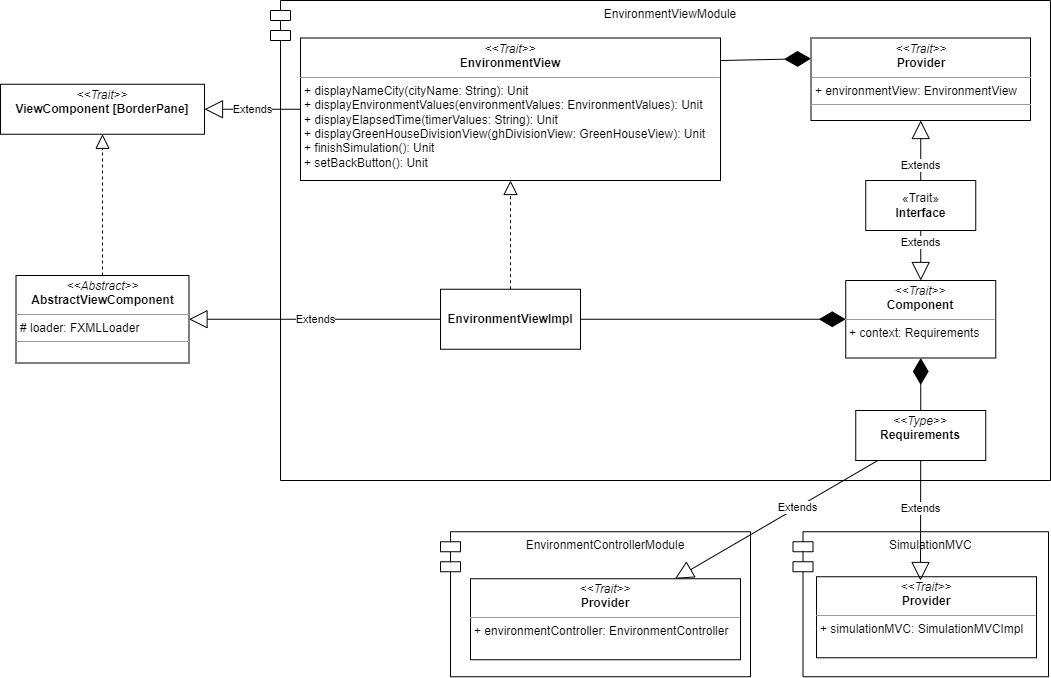 EnvironmentViewModule
<<Trait>>
ViewComponent [BorderPane]
Extends
<<Trait>>
EnvironmentView
+ displayNameCity(cityName: String): Unit
+ displayEnvironmentValues(environmentValues: EnvironmentValues): Unit
+ displayElapsedTime(timerValues: String): Unit
+ displayGreenHouseDivisionView(ghDivisionView: GreenHouseView): Unit
+ finishSimulation(): Unit
+ setBackButton(): Unit
<<Trait>>
Provider
+ environmentView: EnvironmentView
Extends
«Trait»
Interface
Extends
<<Abstract>>
AbstractViewComponent
# loader: FXMLLoader
Extends
EnvironmentViewImpl
<<Trait>>
Component
+ context: Requirements
<<Type>>
Requirements
Extends
Extends
EnvironmentControllerModule
<<Trait>>
Provider
+ environmentController: EnvironmentController
SimulationMVC
<<Trait>>
Provider
+ simulationMVC: SimulationMVCImpl